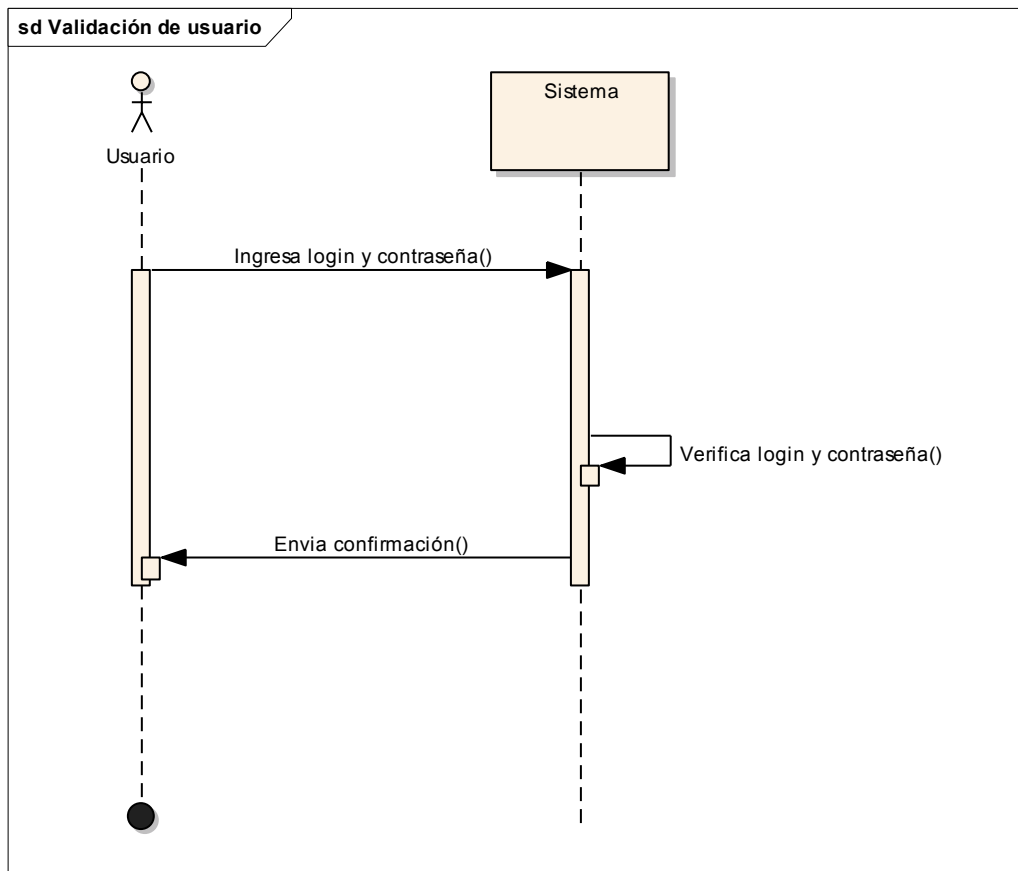 sd Validación de usuario
Usuario
Sistema
Ingresa login y contraseña()
Verifica login y contraseña()
Envia confirmación()